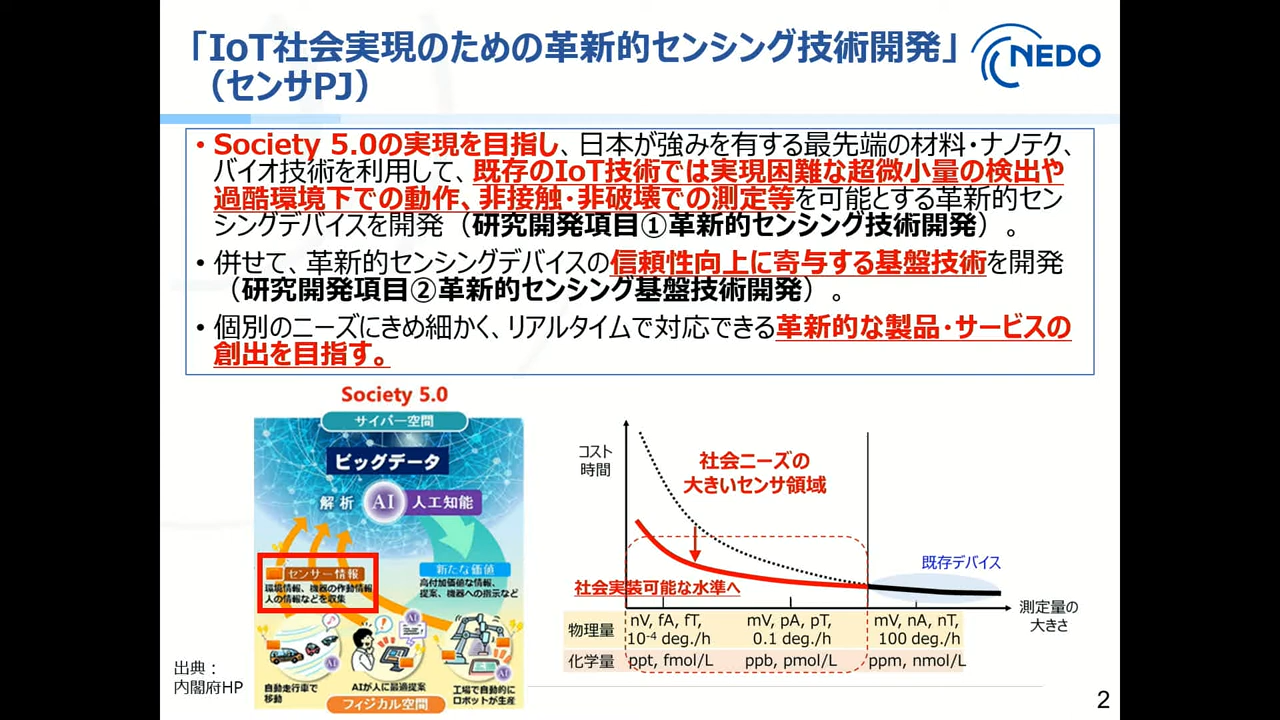 「IoT社会実現のための革新的センシング技術開発」
（センサPJ）
NEDO
• Society 5.0の実現を目指し、日本が強みを有する最先端の材料・ナノテク、
バイオ技術を利用して、既存のIoT技術では実現困難な超微小量の検出や
過酷環境下での動作、非接触・非破壊での測定等を可能とする革新的セン
シングデバイスを開発（研究開発項目①革新的センシング技術開発）。
• 併せて、革新的センシングデバイスの信頼性向上に寄与する基盤技術を開発
（研究開発項目②革新的センシング基盤技術開発）。
• 個別のニーズにきめ細かく、リアルタイムで対応できる革新的な製品・サービスの
創出を目指す。
Society 5.0
サイバー空間
ビッグデータ
解析 AI 人工知能
センサー情報
環境情報、機器の作動情報
人の情報などを収集
新たな価値
高付加価値な情報、
提案、機器への指示など
AI
AI
AI
自動走行車で
移動
AIが人に最適提案
工場で自動的に
ロボットが生産
フィジカル空間
出典：
内閣府HP
コスト
時間
社会ニーズの
大きいセンサ領域
既存デバイス
社会実装可能な水準へ
測定量の
大きさ
物理量
nV, fA, fT,
10-4 deg./h
mV, pA, pT,
0.1 deg./h
mV, nA, nT,
100 deg./h
化学量
ppt, fmol/L
ppb, pmol/L
ppm, nmol/L
2